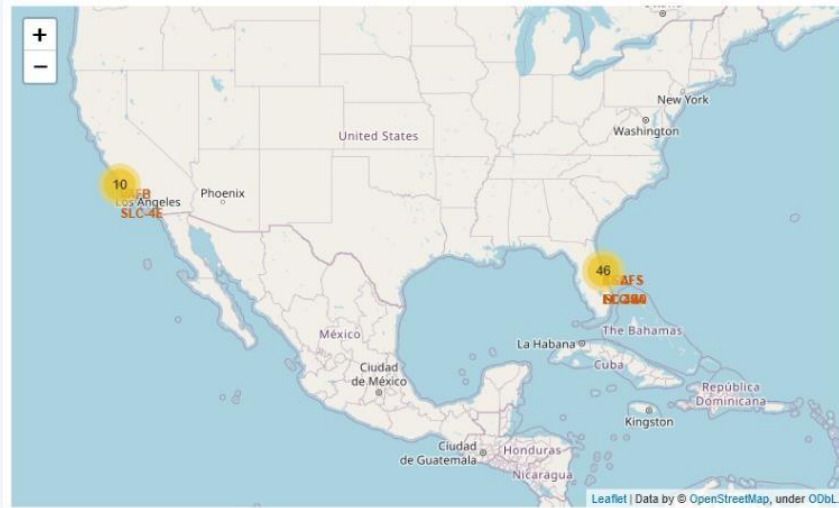 +
−
Ottawa
New York
Washington
United States
10
Los Angeles
SLC-4E
Phoenix
46
The Bahamas
La Habana
Cuba
México
Ciudad
de México
República
Dominicana
Kingston
Ciudad
de Guatemala
Honduras
Nicaragua
Leaflet | Data by © OpenStreetMap, under ODbL.